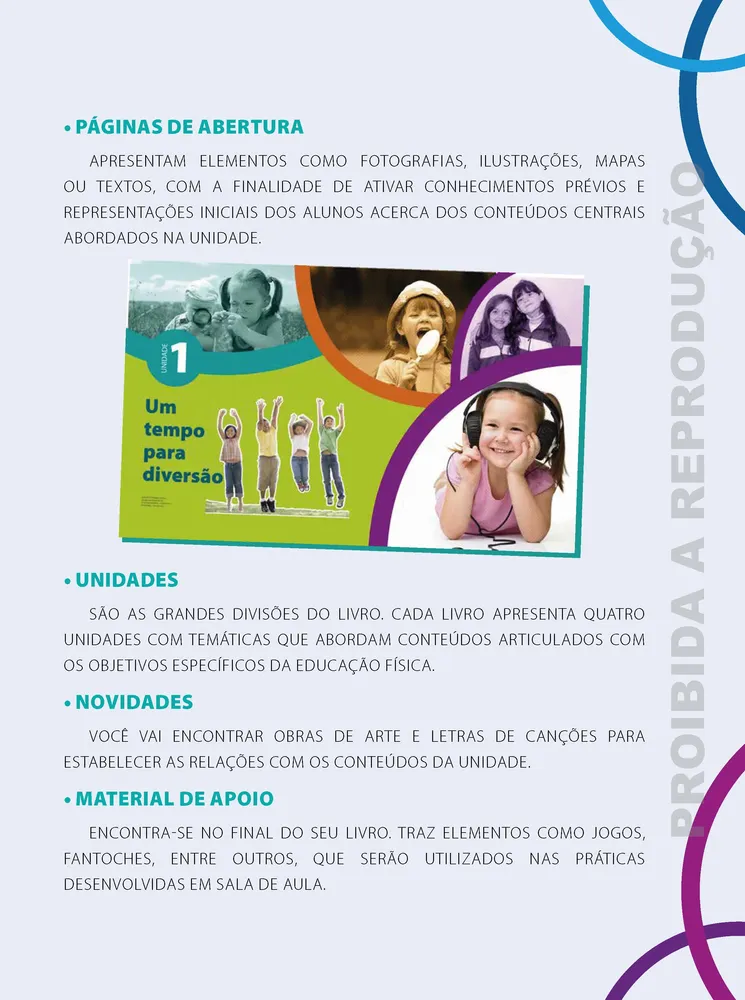 • PÁGINAS DE ABERTURA
APRESENTAM ELEMENTOS COMO FOTOGRAFIAS, ILUSTRAÇÕES, MAPAS
OU TEXTOS, COM A FINALIDADE DE ATIVAR CONHECIMENTOS PRÉVIOS E
REPRESENTAÇÕES INICIAIS DOS ALUNOS ACERCA DOS CONTEÚDOS CENTRAIS
ABORDADOS NA UNIDADE.
UNIDADE 1
Um
tempo
para
diversão
• UNIDADES
SÃO AS GRANDES DIVISÕES DO LIVRO. CADA LIVRO APRESENTA QUATRO
UNIDADES COM TEMÁTICAS QUE ABORDAM CONTEÚDOS ARTICULADOS COM
OS OBJETIVOS ESPECÍFICOS DA EDUCAÇÃO FÍSICA.
• NOVIDADES
VOCÊ VAI ENCONTRAR OBRAS DE ARTE E LETRAS DE CANÇÕES PARA
ESTABELECER AS RELAÇÕES COM OS CONTEÚDOS DA UNIDADE.
• MATERIAL DE APOIO
ENCONTRA-SE NO FINAL DO SEU LIVRO. TRAZ ELEMENTOS COMO JOGOS,
FANTOCHES, ENTRE OUTROS, QUE SERÃO UTILIZADOS NAS PRÁTICAS
DESENVOLVIDAS EM SALA DE AULA.
PROIBIDA A REPRODUÇÃO